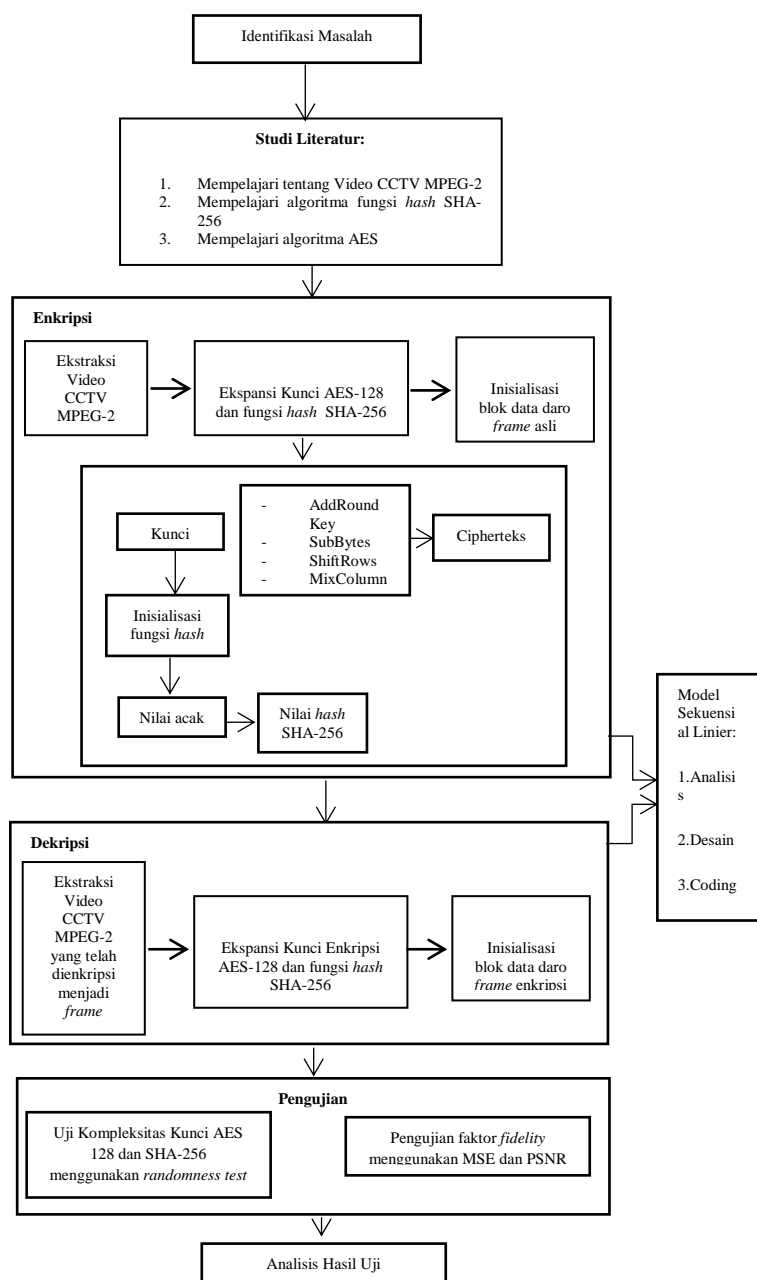 Identifikasi Masalah
Studi Literatur:
1. Mempelajari tentang Video CCTV MPEG-2
2. Mempelajari algoritma fungsi hash SHA-
256
3. Mempelajari algoritma AES
Enkripsi
Ekstraksi
Video
CCTV
MPEG-2
Ekspansi Kunci AES-128
dan fungsi hash SHA-256
Inisialisasi
blok data daro
frame asli
Kunci
Inisialisasi
fungsi hash
Nilai acak
Nilai hash
SHA-256
- AddRound
Key
- SubBytes
- ShiftRows
- MixColumn
Cipherteks
Model
Sekuensi
al Linier:
1.Analisi
s
2.Desain
3.Coding
Dekripsi
Ekstraksi
Video
CCTV
MPEG-2
yang telah
dienkripsi
menjadi
frame
Ekspansi Kunci Enkripsi
AES-128 dan fungsi hash
SHA-256
Inisialisasi
blok data daro
frame enkripsi
Pengujian
Uji Kompleksitas Kunci AES
128 dan SHA-256
menggunakan randomness test
Pengujian faktor fidelity
menggunakan MSE dan PSNR
Analisis Hasil Uji